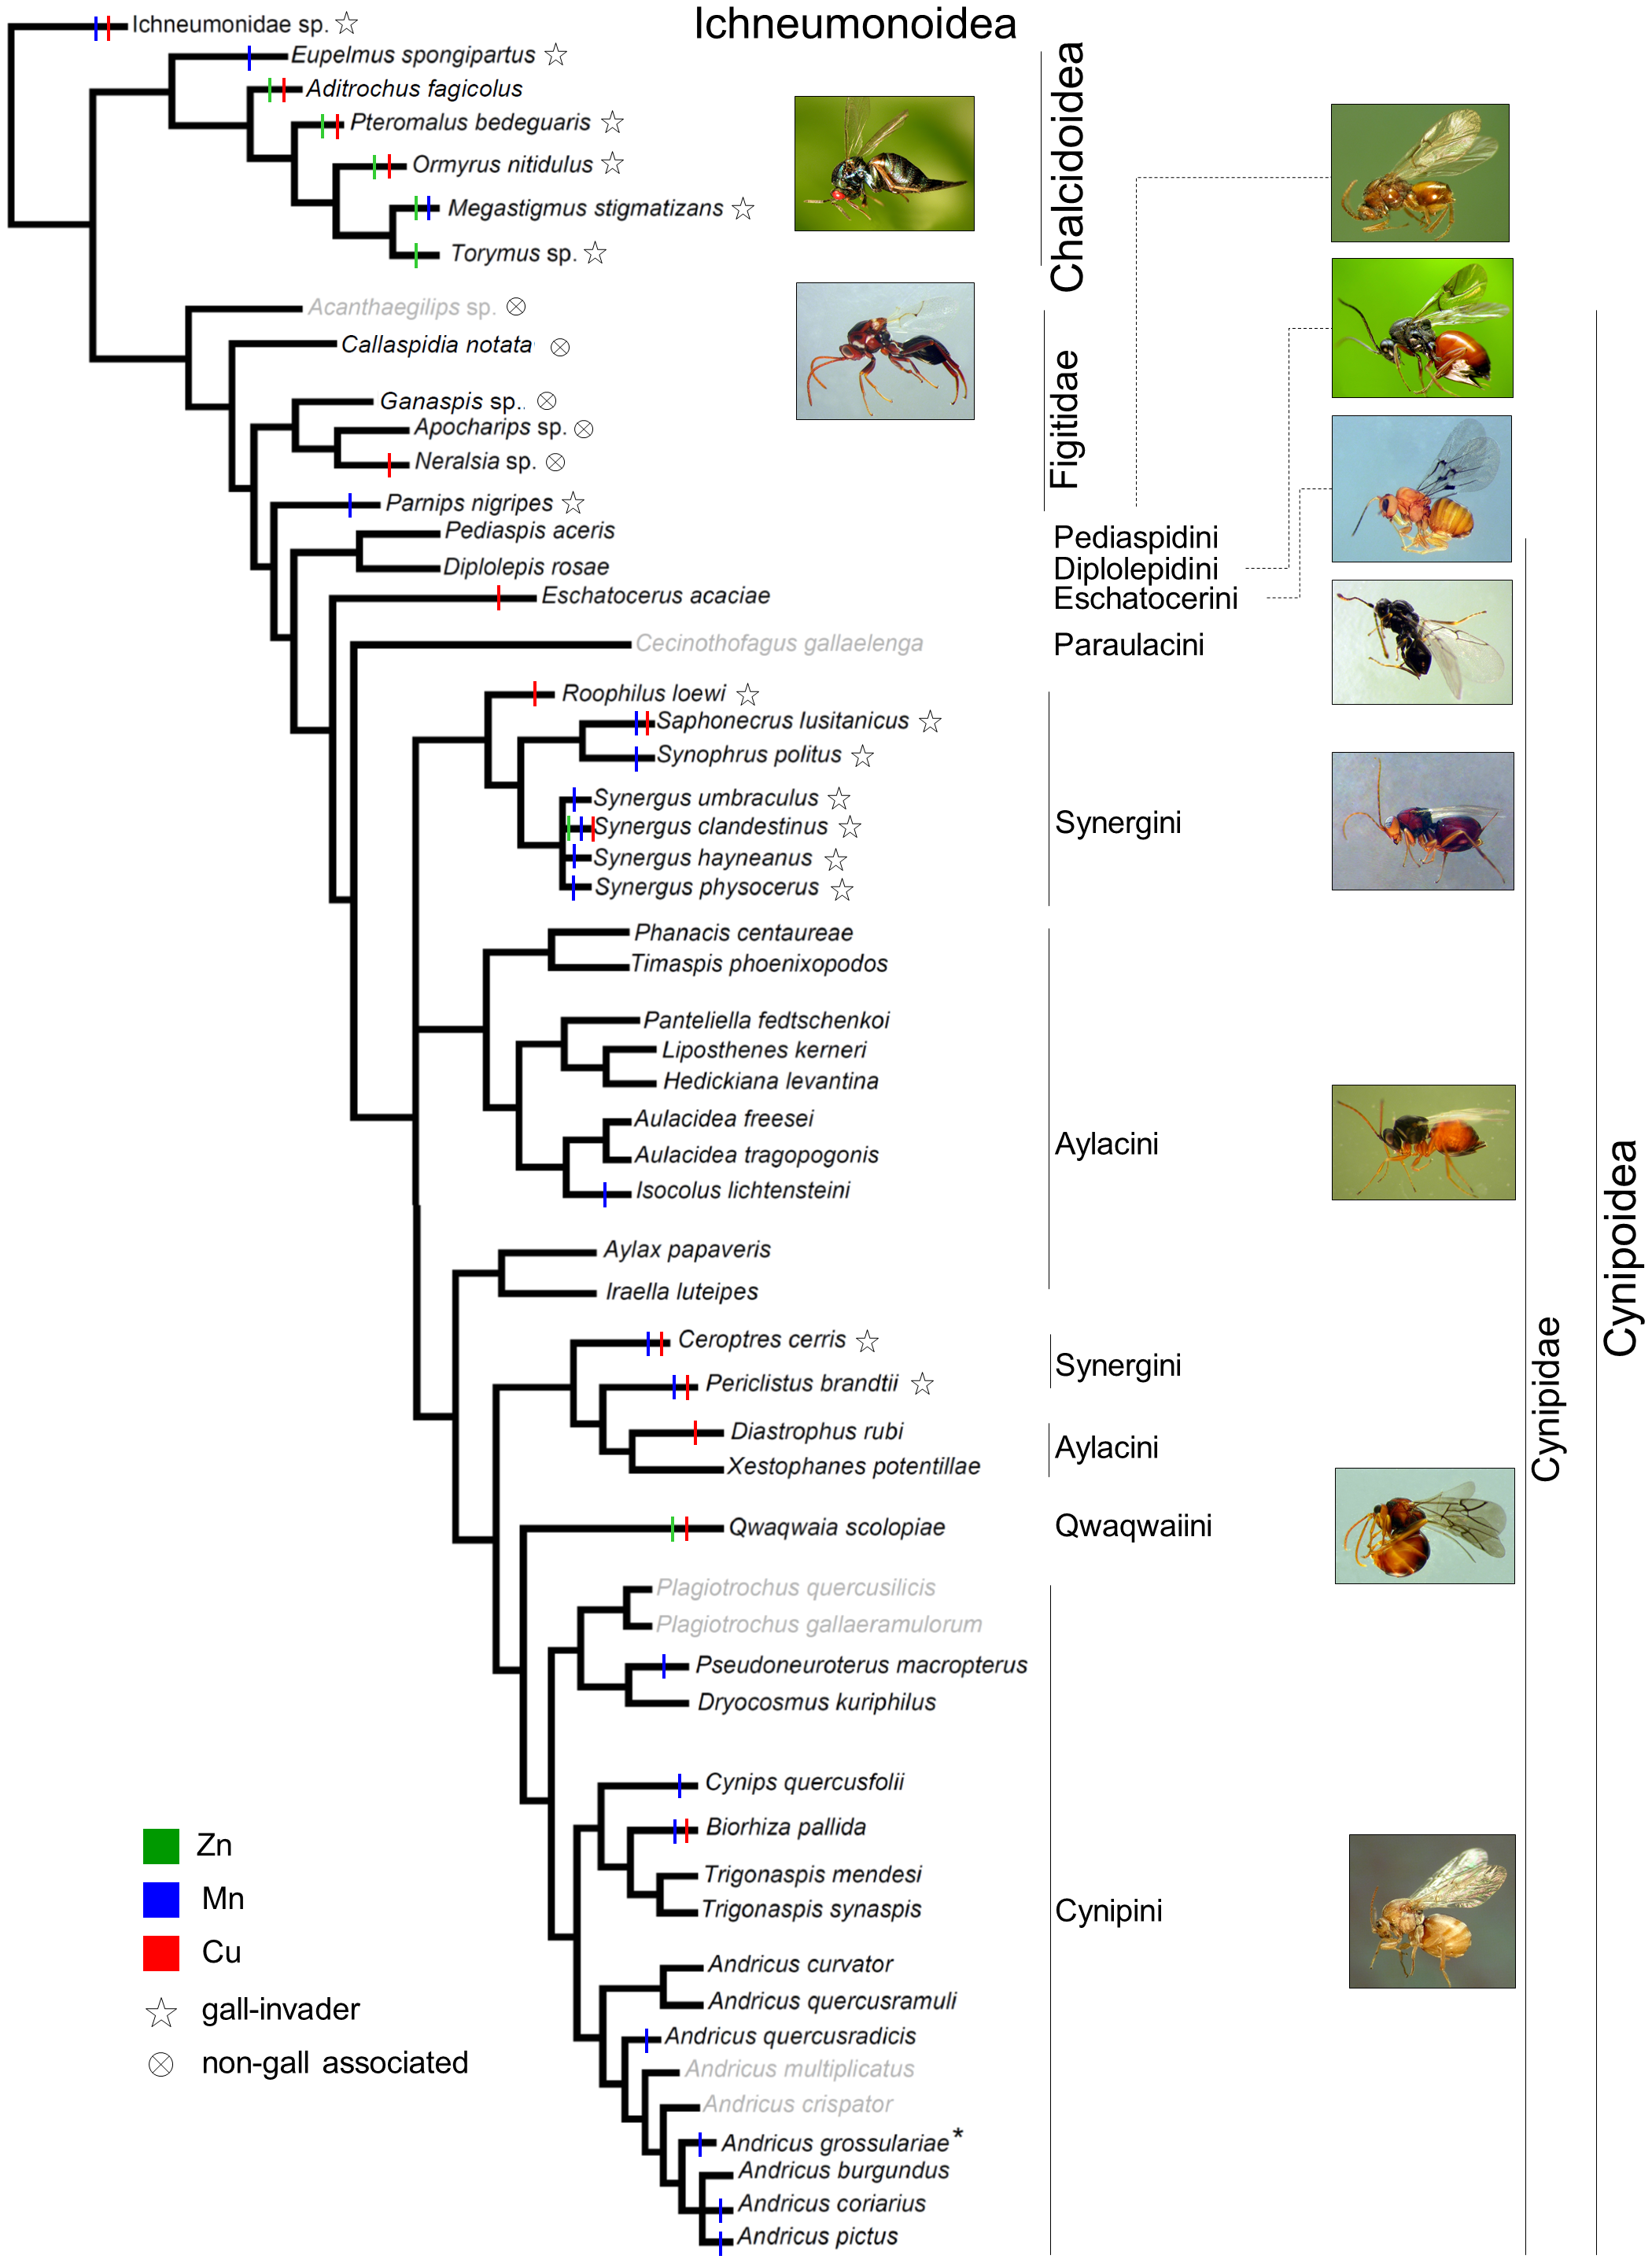 Ichneumonoidea
Ichneumonidae sp.
Eupelmus spongipartus
Aditrochus fagicolus
Pteromalus bedeguaris
Ormyrus nitidulus
Megastigmus stigmatizans
Torymus sp.
Chalcidoidea
Acanthaegilips sp.
Callaspidia notata
Ganaspis sp.
Apocharips sp.
Neralsia sp.
Parnips nigripes
Figitidae
Pediaspis aceris
Pediaspidini
Diplolepis rosae
Diplolepidini
Eschatocerus acaciae
Eschatocerini
Cecinothofagus gallaelenga
Paraulacini
Roophilus loewi
Saphonecrus lusitanicus
Synophrus politus
Synergus umbraculus
Synergus clandestinus
Synergus hayneanus
Synergus physocerus
Synergini
Phanacis centaureae
Timaspis phoenixopodos
Panteliella fedtschenkoi
Liposthenes kerneri
Hedickiana levantina
Aulacidea freesei
Aulacidea tragopogonis
Isocolus lichtensteini
Aylax papaveris
Iraella luteipes
Aylacini
Ceroptres cerris
Periclistus brandtii
Synergini
Diastrophus rubi
Xestophanes potentillae
Aylacini
Qwaqwaia scolopiae
Qwaqwaiini
Plagiotrochus quercusilicis
Plagiotrochus gallaeramulorum
Pseudoneuroterus macropterus
Dryocosmus kuriphilus
Cynips quercusfolii
Biorhiza pallida
Trigonaspis mendesi
Trigonaspis synaspis
Andricus curvator
Andricus quercusramuli
Andricus quercusradicis
Andricus multiplicatus
Andricus crispator
Andricus grossulariae*
Andricus burgundus
Andricus coriarius
Andricus pictus
Cynipini
Cynipidae
Cynipoidea
Zn
Mn
Cu
gall-invader
non-gall associated